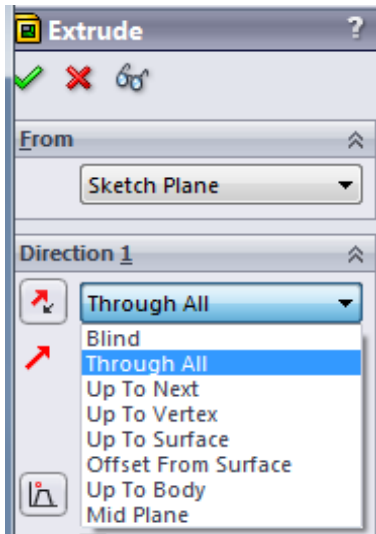 Extrude ?
From
Sketch Plane
Direction 1
Through All
Blind
Through All
Up To Next
Up To Vertex
Up To Surface
Offset From Surface
Up To Body
Mid Plane